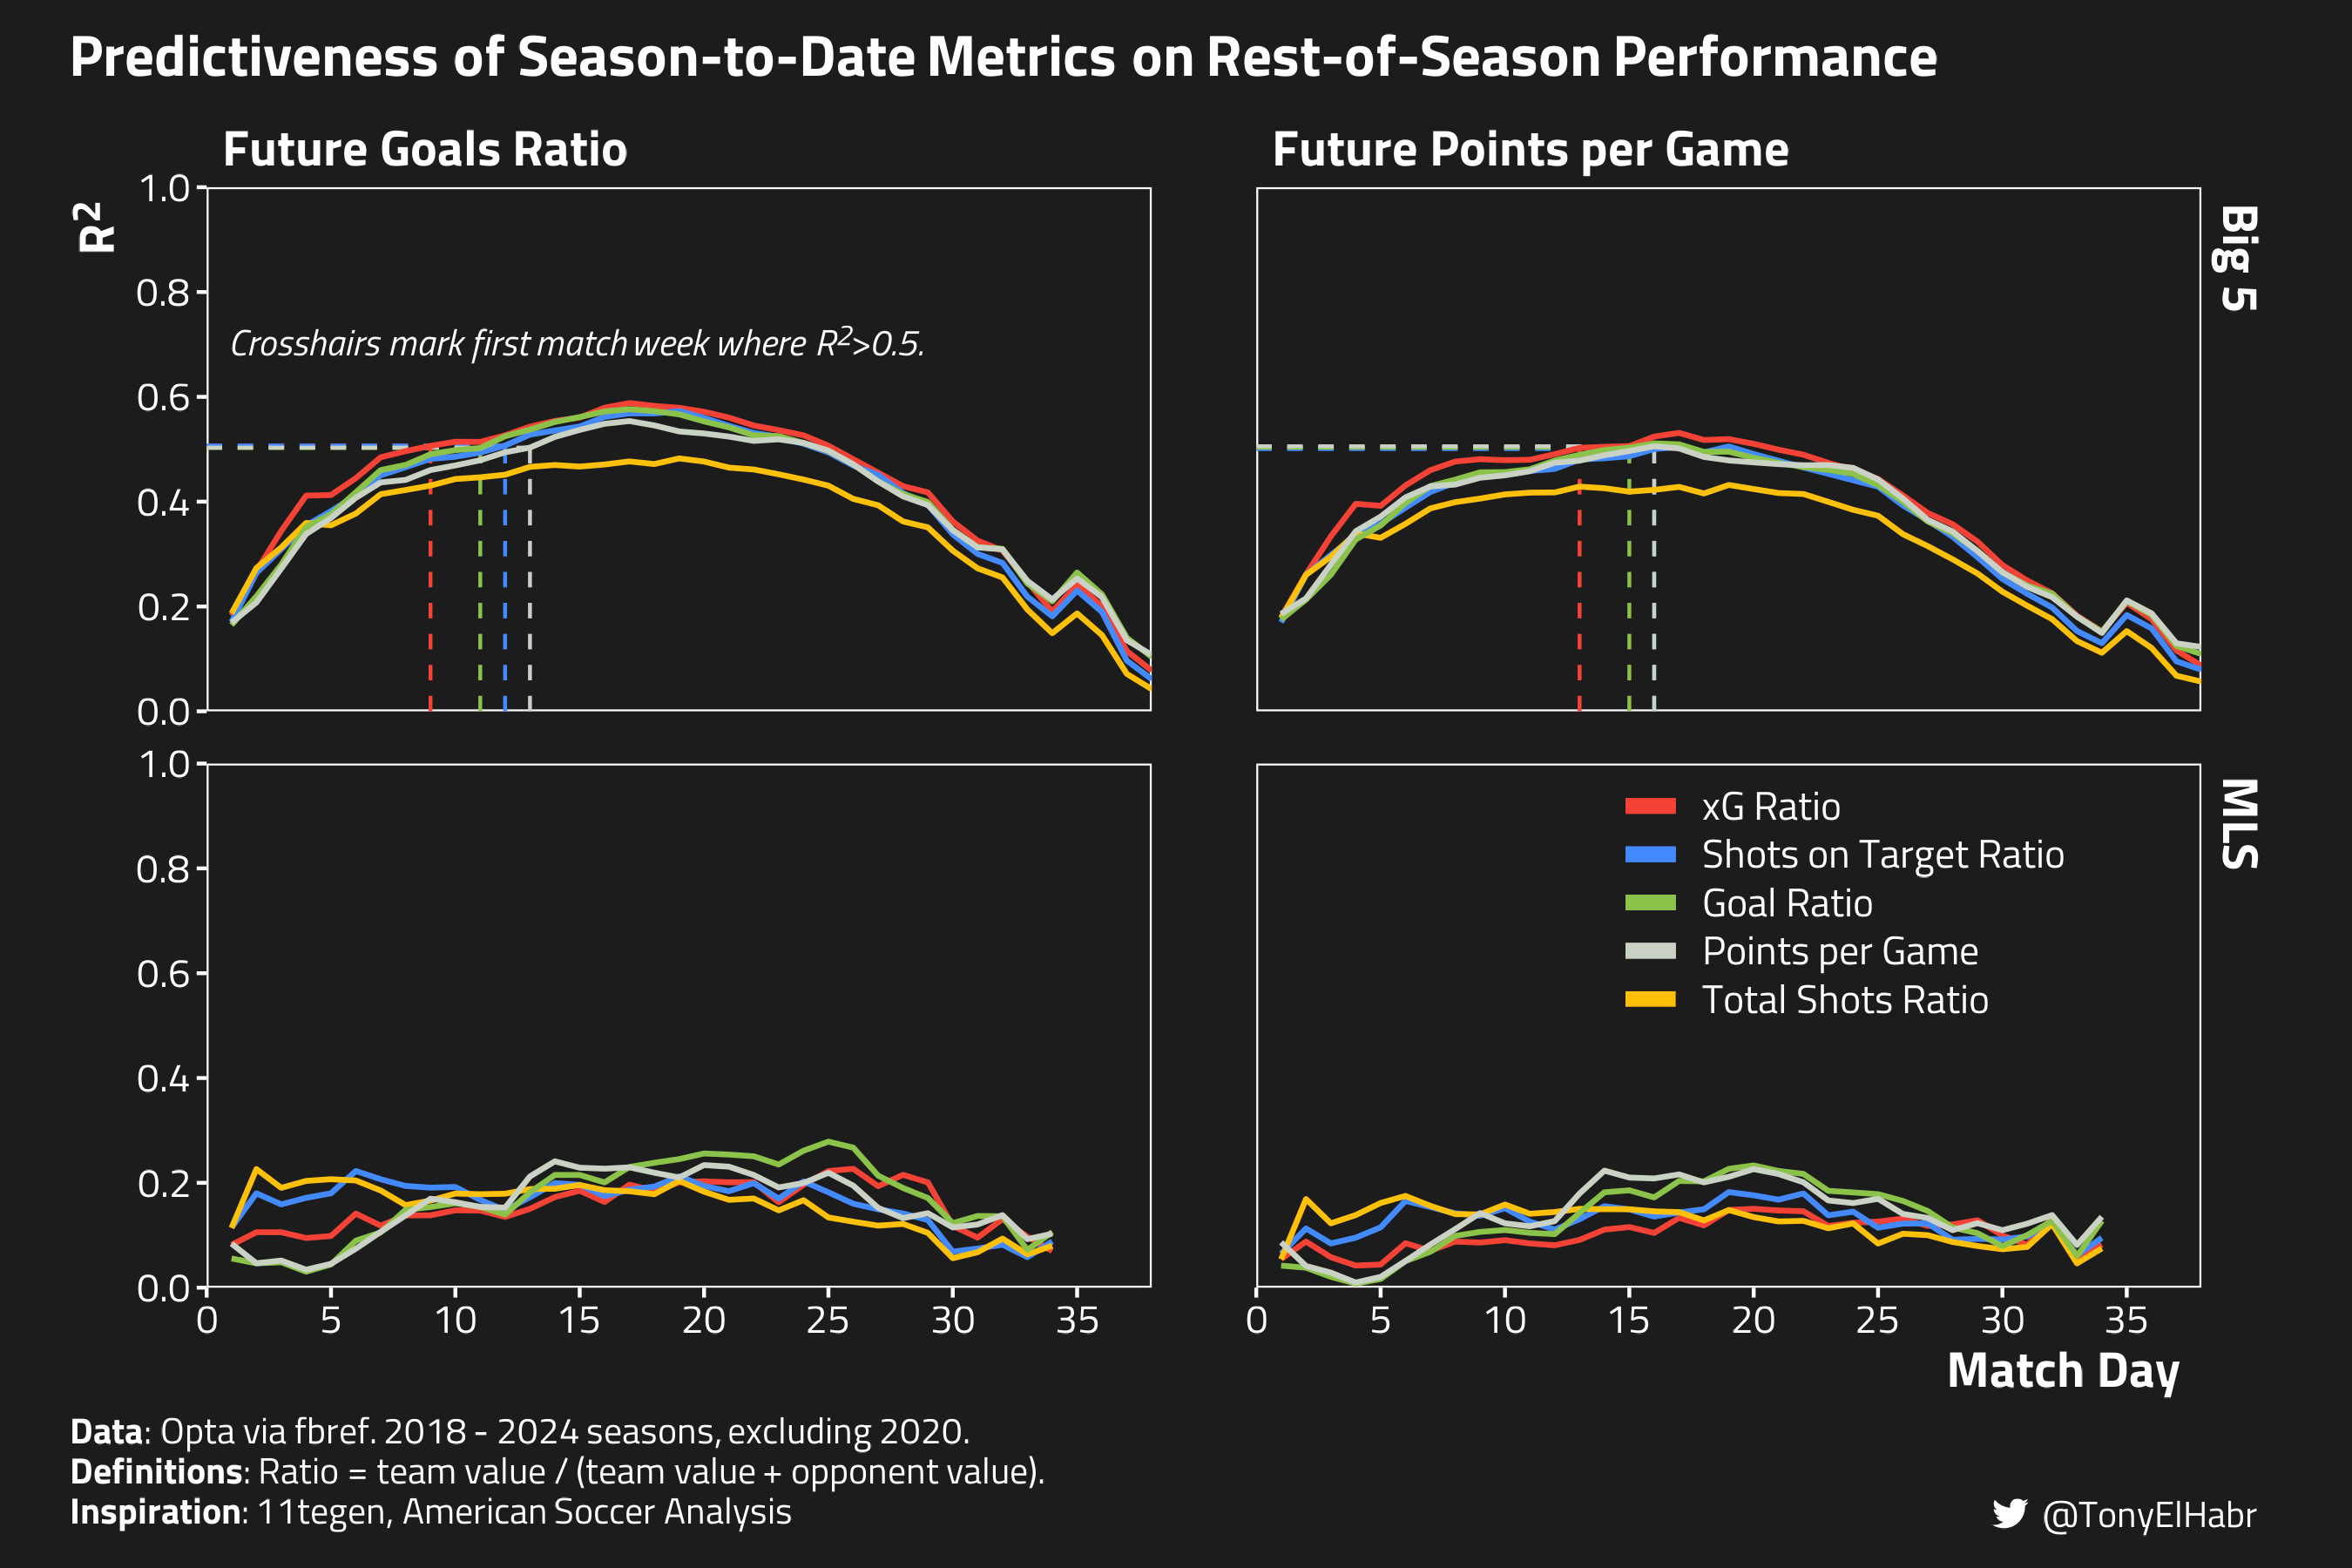 Predictiveness of Season-to-Date Metrics on Rest-of-Season Performance
Future Goals Ratio
Future Points per Game
R²
1.0
0.8
0.6
0.4
0.2
0.0
Crosshairs mark first match week where R²>0.5.
Big 5
1.0
0.8
0.6
0.4
0.2
0.0
MLS
xG Ratio
Shots on Target Ratio
Goal Ratio
Points per Game
Total Shots Ratio
0 5 10 15 20 25 30 35
0 5 10 15 20 25 30 35
Match Day
Data: Opta via fbref. 2018 - 2024 seasons, excluding 2020.
Definitions: Ratio = team value / (team value + opponent value).
Inspiration: 11tegen, American Soccer Analysis
@TonyElHabr